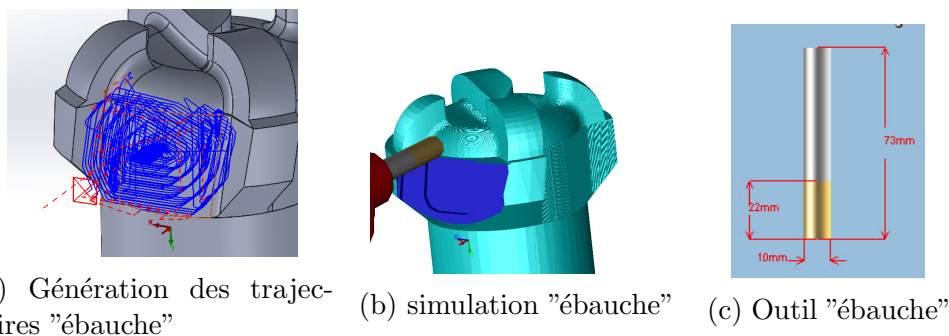 73mm
22mm
10mm
) Génération des trajec-
ires "ébauche"
(b) simulation "ébauche"
(c) Outil "ébauche"